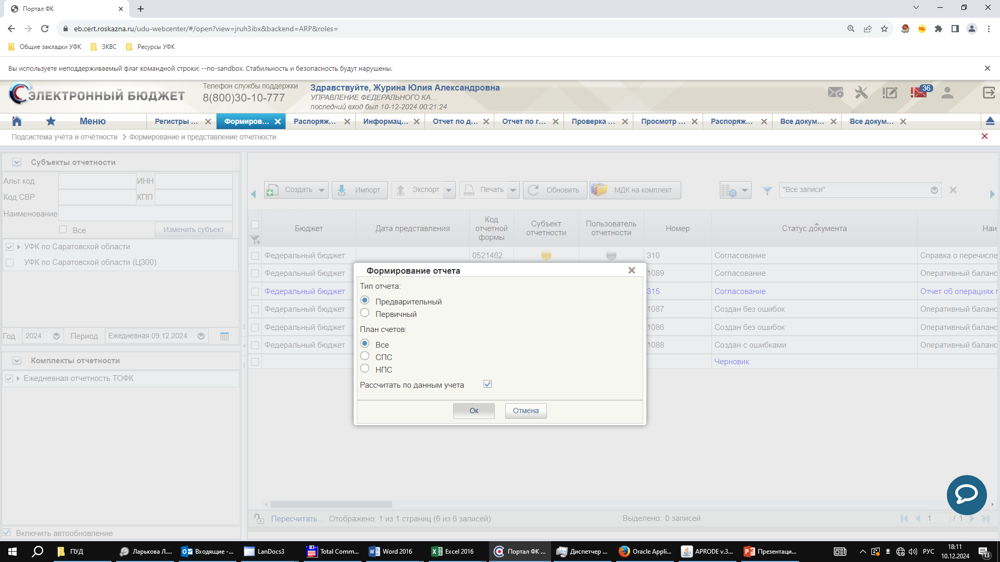 Портал ФК
eb.cert.roskazna.ru/udu-webcenter/#/open?view=jruh3ibx&backend=ARP&roles=
Общие закладки УФК ЗКВС Ресурсы УФК
Вы используете неподдерживаемый флаг командной строки: --no-sandbox. Стабильность и безопасность будут нарушены.
ЭЛЕКТРОННЫЙ БЮДЖЕТ
Телефон службы поддержки
8(800)30-10-777
Здравствуйте, Журина Юлия Александровна
УПРАВЛЕНИЕ ФЕДЕРАЛЬНОГО КА...
последний вход был 10-12-2024 00:21:24
36
Меню Регистры ... Формиров... Распоряж... Информац... Отчет по д... Отчет по г... Проверка ... Просмотр ... Распоряж... Все докум... Все докум...
Подсистема учёта и отчётности > Формирование и представление отчетности
Субъекты отчетности
Альт код ИНН
Код СВР КПП
Наименование
Все Изменить субъект
УФК по Саратовской области
УФК по Саратовской области (Ц300)
Год 2024 Период Ежедневная 09.12.2024
Комплекты отчетности
Ежедневная отчетность ТОФК
Включить автообновление
Создать Импорт Экспорт Печать Обновить МДК на комплект "Все записи"
Бюджет Дата представления Код отчетной формы Субъект отчетности Пользователь отчетности Номер Статус документа Наи
Федеральный бюджет 0521462 310 Согласование Справка о перечисле
Федеральный бюджет 1089 Согласование Оперативный баланс
Федеральный бюджет 315 Согласование Отчет об операциях п
Федеральный бюджет 1087 Создан без ошибок Оперативный баланс
Федеральный бюджет 1086 Создан без ошибок Оперативный баланс
Федеральный бюджет 1088 Создан с ошибками Оперативный баланс
Черновик
Формирование отчета
Тип отчета:
Предварительный
Первичный
План счетов:
Все
СПС
НПС
Рассчитать по данным учета
Ок Отмена
Пересчитать... Отображено: 1 из 1 страниц (6 из 6 записей) Выделено: 0 записей 1 / 1
ПУД Ларькова Л.... Входящие -... LanDocs3 Total Comm... Word 2016 Excel 2016 Портал ФК ... Диспетчер ... Oracle Appli... APRODE v.3... Презентаци... РУС 18:11
10.12.2024 13